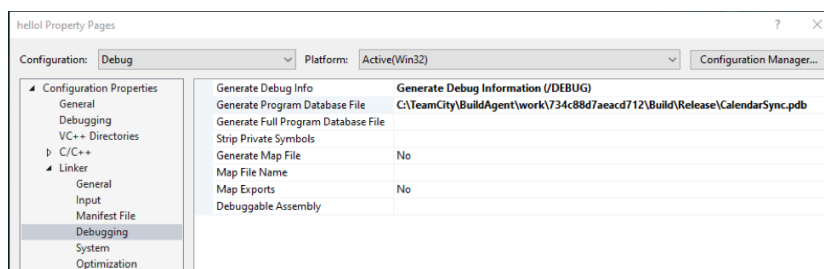 hellol Property Pages ? ×
Configuration: Debug Platform: Active(Win32) Configuration Manager...
Configuration Properties
General
Debugging
VC++ Directories
C/C++
Linker
General
Input
Manifest File
Debugging
System
Optimization
Generate Debug Info Generate Debug Information (/DEBUG)
Generate Program Database File C:\TeamCity\BuildAgent\work\734c88d7aeacd712\Build\Release\CalendarSync.pdb
Generate Full Program Database File
Strip Private Symbols
Generate Map File No
Map File Name
Map Exports No
Debuggable Assembly